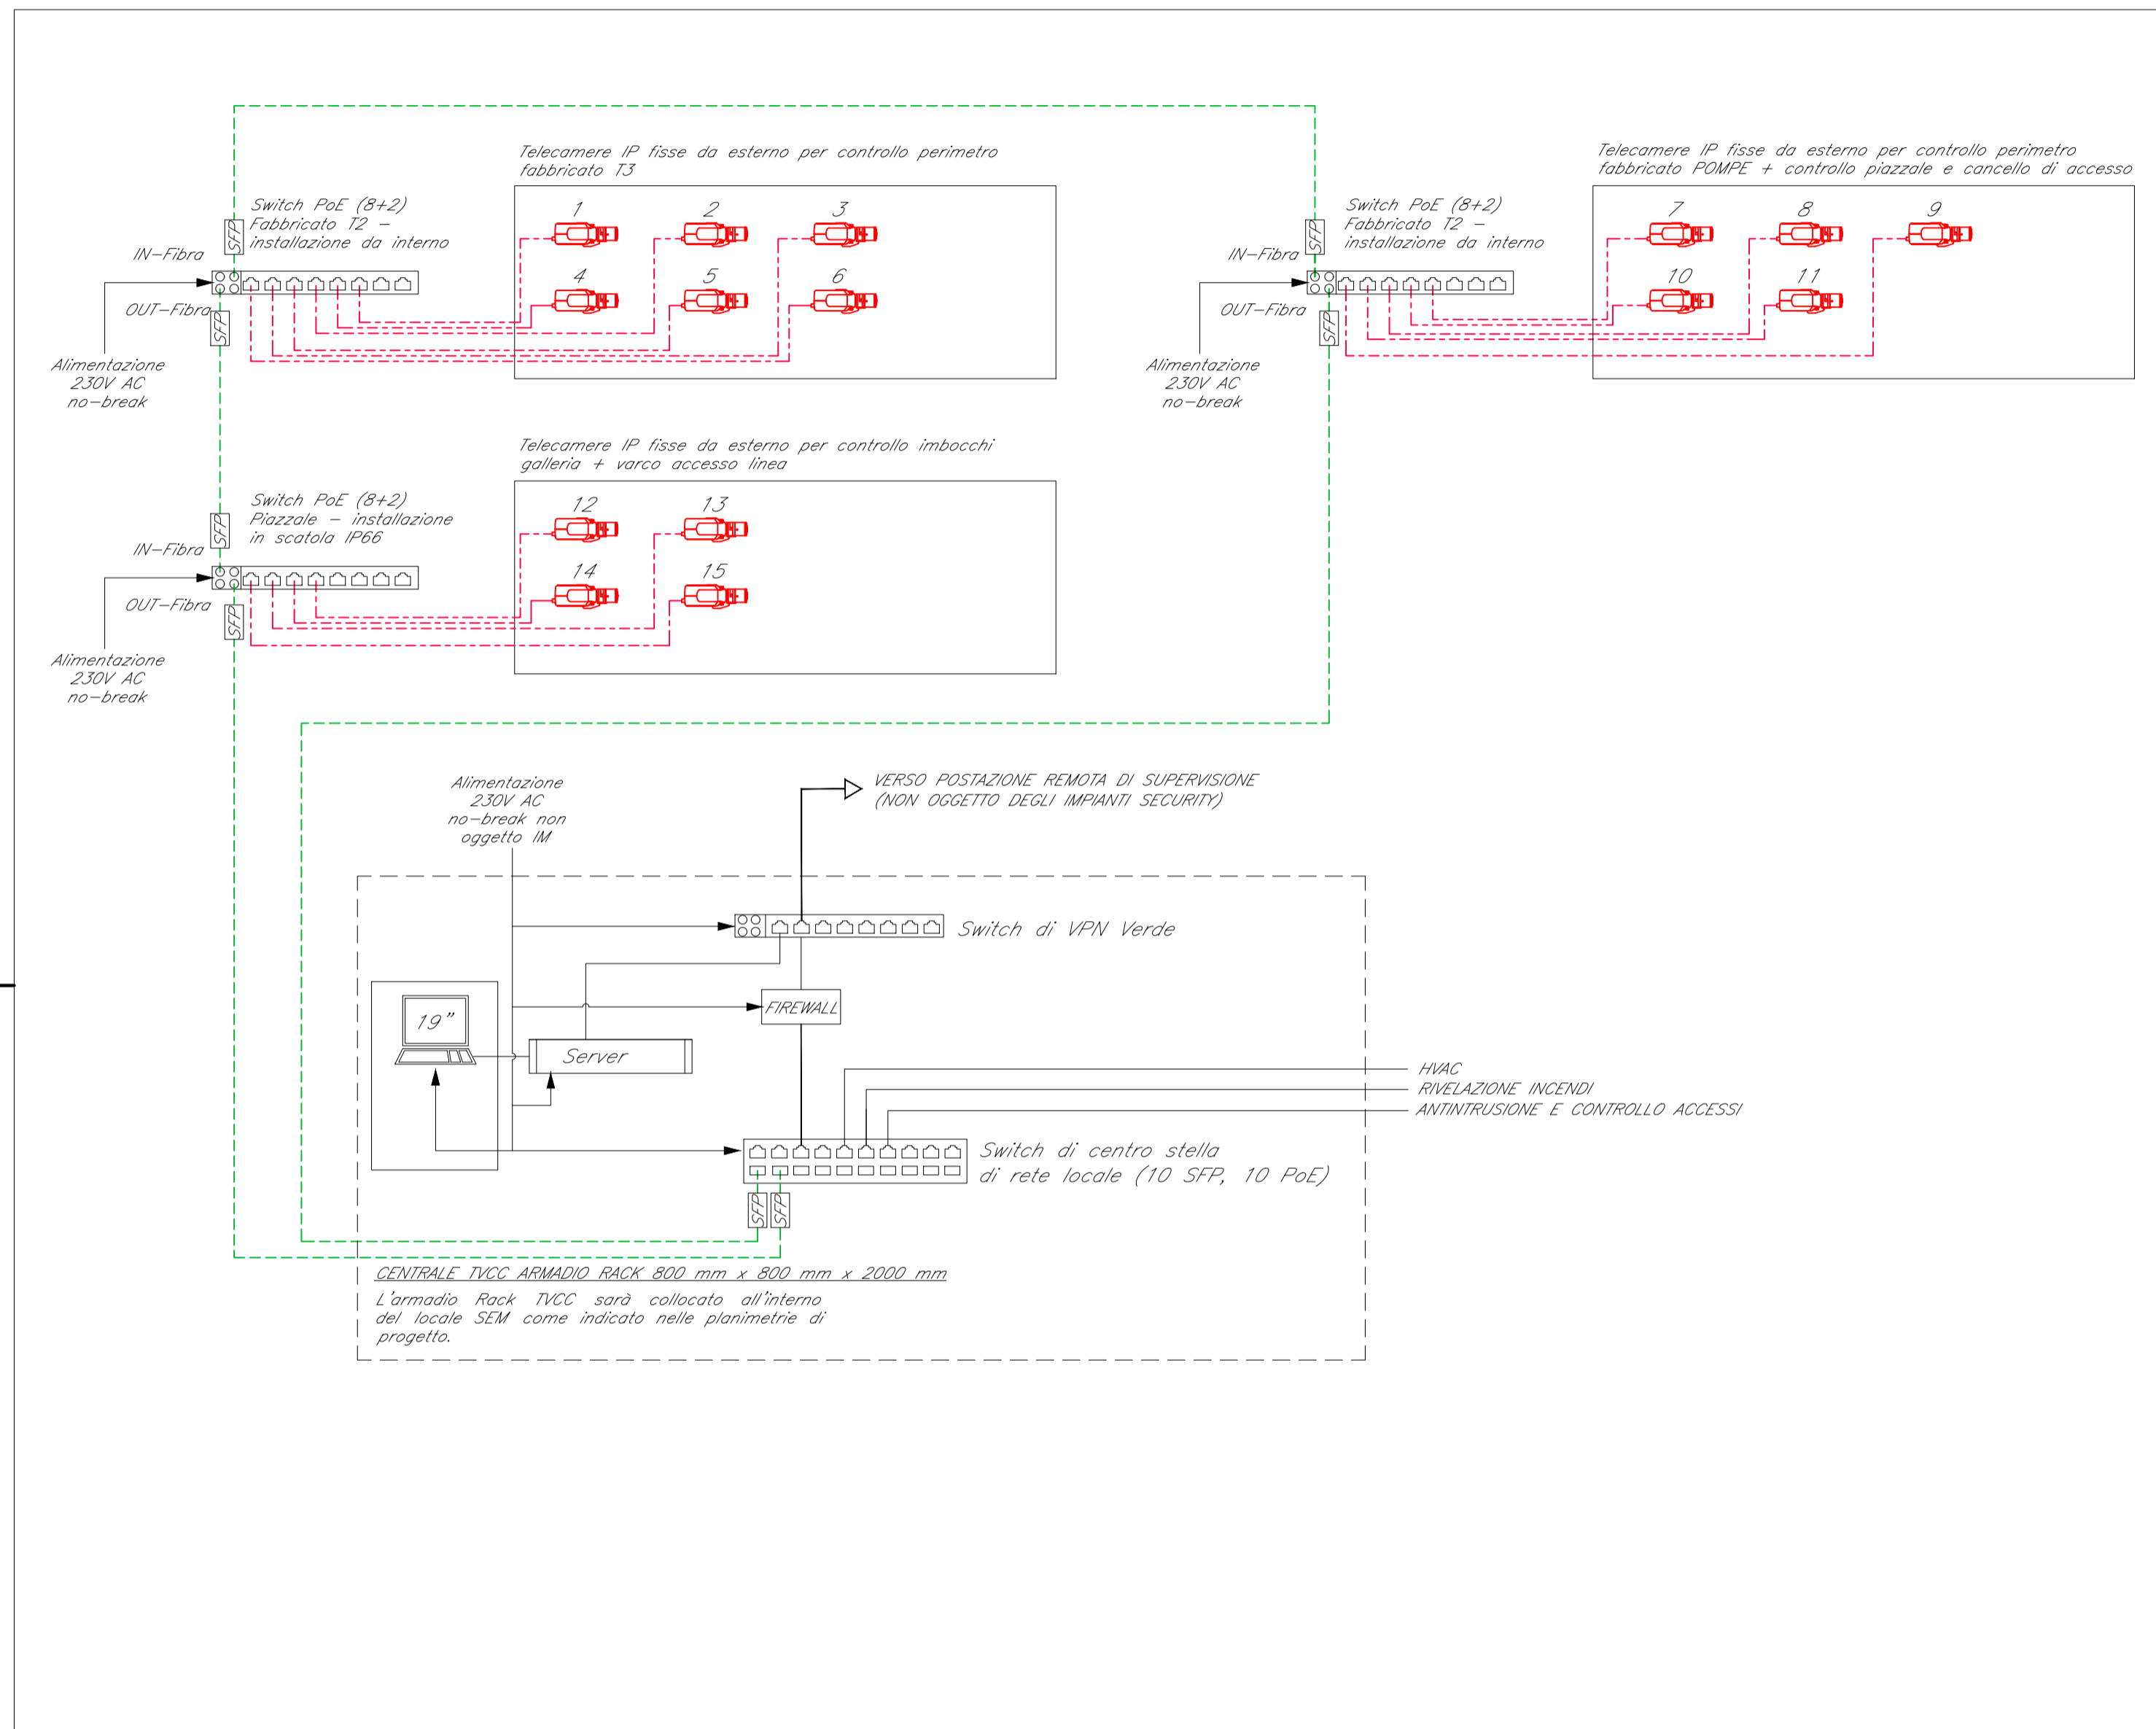 Telecamere IP fisse da esterno per controllo perimetro
fabbricato T3
Switch PoE (8+2)
Fabbricato T2 -
installazione da interno
SFP
IN-Fibra
OUT-Fibra
SFP
Alimentazione
230V AC
no-break
1
2
3
4
5
6
Telecamere IP fisse da esterno per controllo perimetro
fabbricato POMPE + controllo piazzale e cancello di accesso
Switch PoE (8+2)
Fabbricato T2 -
installazione da interno
SFP
IN-Fibra
OUT-Fibra
SFP
Alimentazione
230V AC
no-break
7
8
9
10
11
Telecamere IP fisse da esterno per controllo imbocchi
galleria + varco accesso linea
Switch PoE (8+2)
Piazzale - installazione
in scatola IP66
SFP
IN-Fibra
OUT-Fibra
SFP
Alimentazione
230V AC
no-break
12
13
14
15
Alimentazione
230V AC
no-break non
oggetto IM
VERSO POSTAZIONE REMOTA DI SUPERVISIONE
(NON OGGETTO DEGLI IMPIANTI SECURITY)
Switch di VPN Verde
FIREWALL
19"
Server
HVAC
RIVELAZIONE INCENDI
ANTINTRUSIONE E CONTROLLO ACCESSI
Switch di centro stella
di rete locale (10 SFP, 10 PoE)
SFP
SFP
CENTRALE TVCC ARMADIO RACK 800 mm x 800 mm x 2000 mm
L'armadio Rack TVCC sarà collocato all'interno
del locale SEM come indicato nelle planimetrie di
progetto.